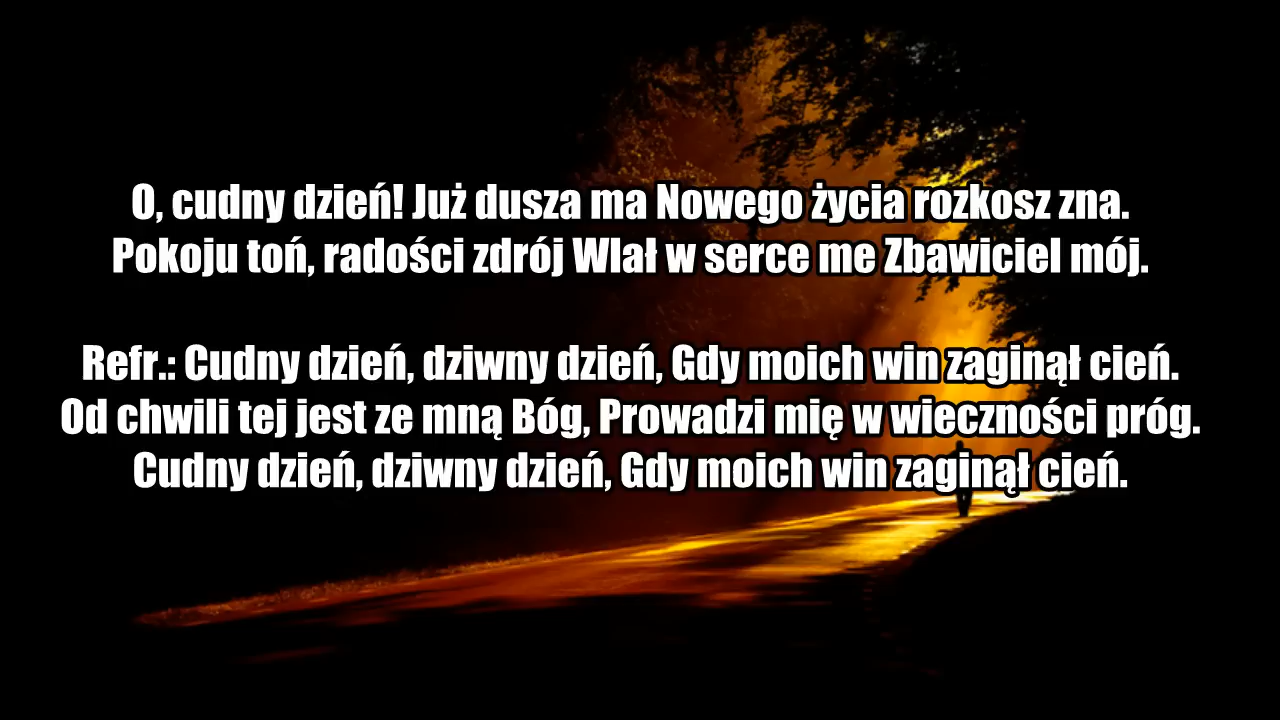 O, cudny dzień! Już dusza ma Nowego życia rozkosz zna.
Pokoju toń, radości zdrój Wlał w serce me Zbawiciel mój.
Refr.: Cudny dzień, dziwny dzień, Gdy moich win zaginął cień.
Od chwili tej jest ze mną Bóg, Prowadzi mię w wieczności próg.
Cudny dzień, dziwny dzień, Gdy moich win zaginął cień.